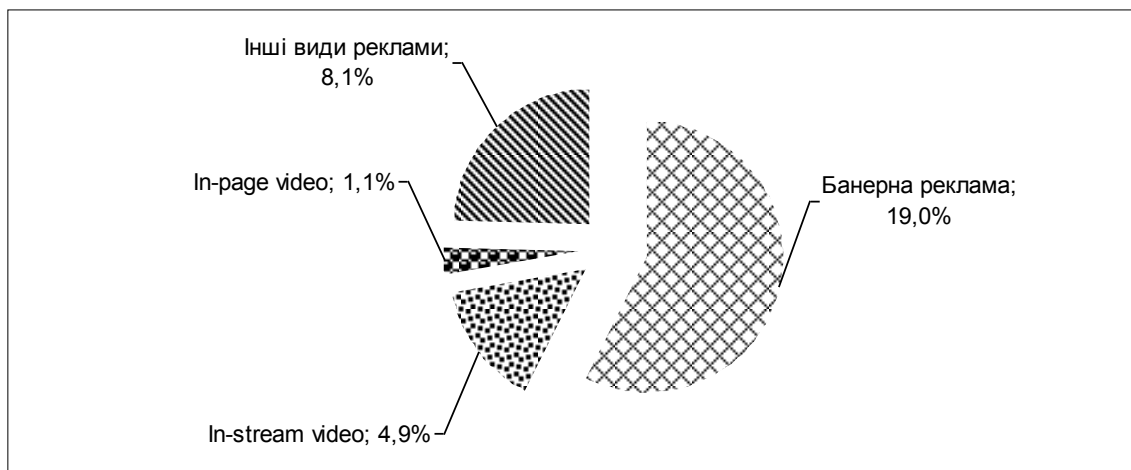 Інші види реклами;
8,1%
In-page video; 1,1%
Банерна реклама;
19,0%
In-stream video; 4,9%